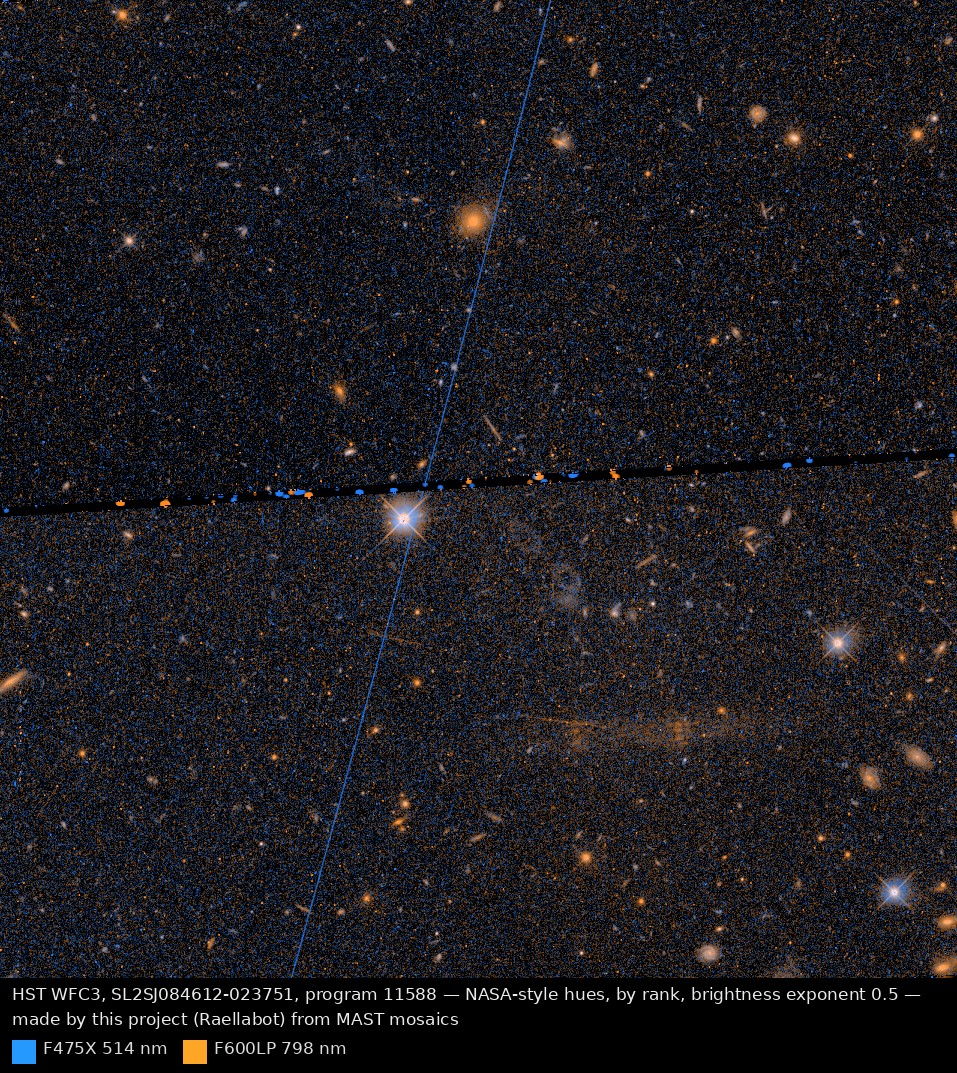 HST WFC3, SL2SJ084612-023751, program 11588 — NASA-style hues, by rank, brightness exponent 0.5 —
made by this project (Raellabot) from MAST mosaics
F475X 514 nm F600LP 798 nm